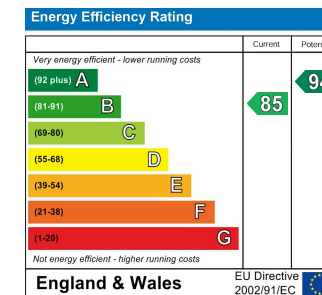 Energy Efficiency Rating
Current
Very energy efficient - lower running costs
(92 plus) A
(81-91) B
85
(69-80) C
(55-68) D
(39-54) E
(21-38) F
(1-20) G
Not energy efficient - higher running costs
England & Wales
EU Directive
2002/91/EC